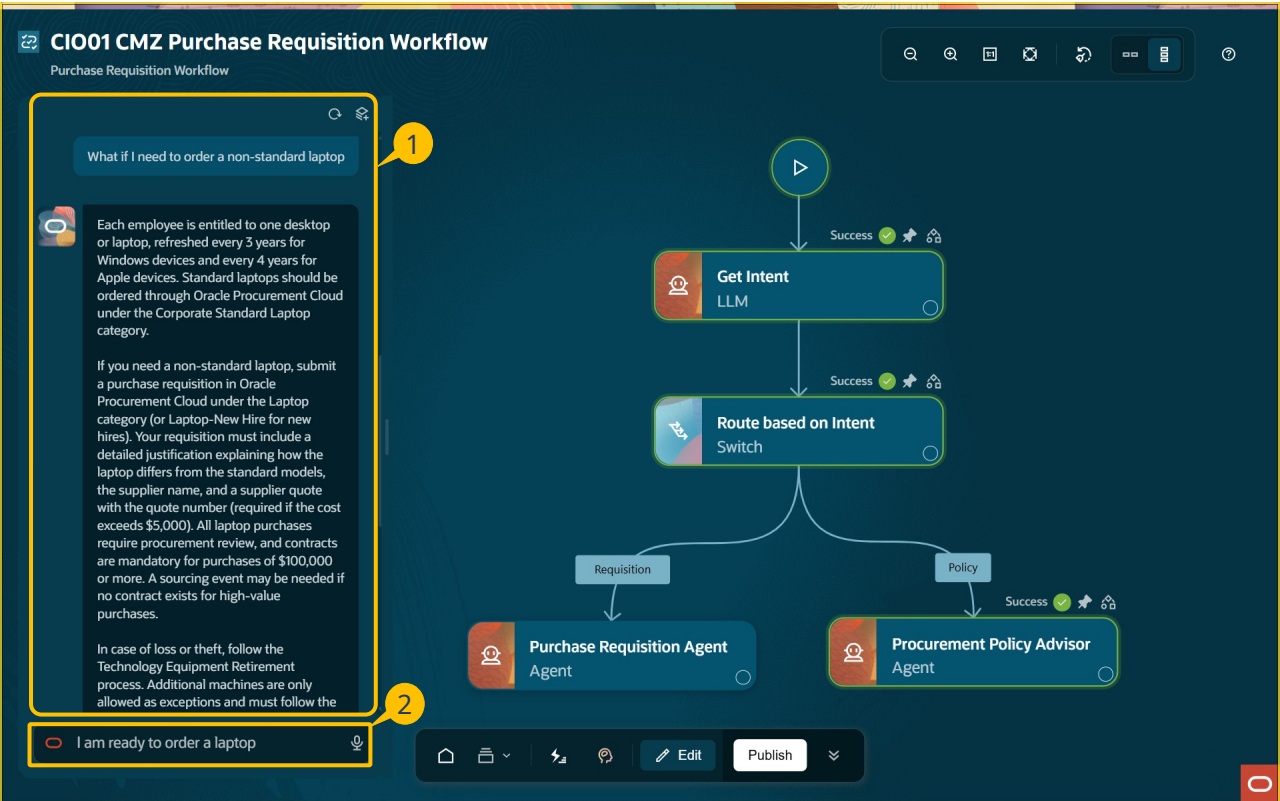 CIO01 CMZ Purchase Requisition Workflow
Purchase Requisition Workflow
1:1
What if I need to order a non-standard laptop
1
Each employee is entitled to one desktop
or laptop, refreshed every 3 years for
Windows devices and every 4 years for
Apple devices. Standard laptops should be
ordered through Oracle Procurement Cloud
under the Corporate Standard Laptop
category.
If you need a non-standard laptop, submit
a purchase requisition in Oracle
Procurement Cloud under the Laptop
category (or Laptop-New Hire for new
hires). Your requisition must include a
detailed justification explaining how the
laptop differs from the standard models,
the supplier name, and a supplier quote
with the quote number (required if the cost
exceeds $5,000). All laptop purchases
require procurement review, and contracts
are mandatory for purchases of $100,000
or more. A sourcing event may be needed if
no contract exists for high-value
purchases.
In case of loss or theft, follow the
Technology Equipment Retirement
process. Additional machines are only
allowed as exceptions and must follow the
2
I am ready to order a laptop
Success
Get Intent
LLM
Success
Route based on Intent
Switch
Requisition
Policy
Success
Purchase Requisition Agent
Agent
Procurement Policy Advisor
Agent
Edit
Publish